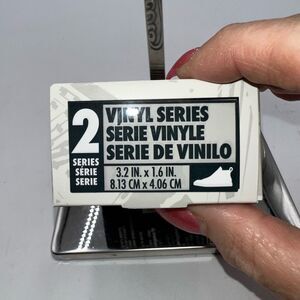 2
SERIES
SÉRIE
SERIE
VINYL SERIES
SÉRIE VINYLE
SERIE DE VINILO
3.2 IN. x 1.6 IN.
8.13 CM x 4.06 CM